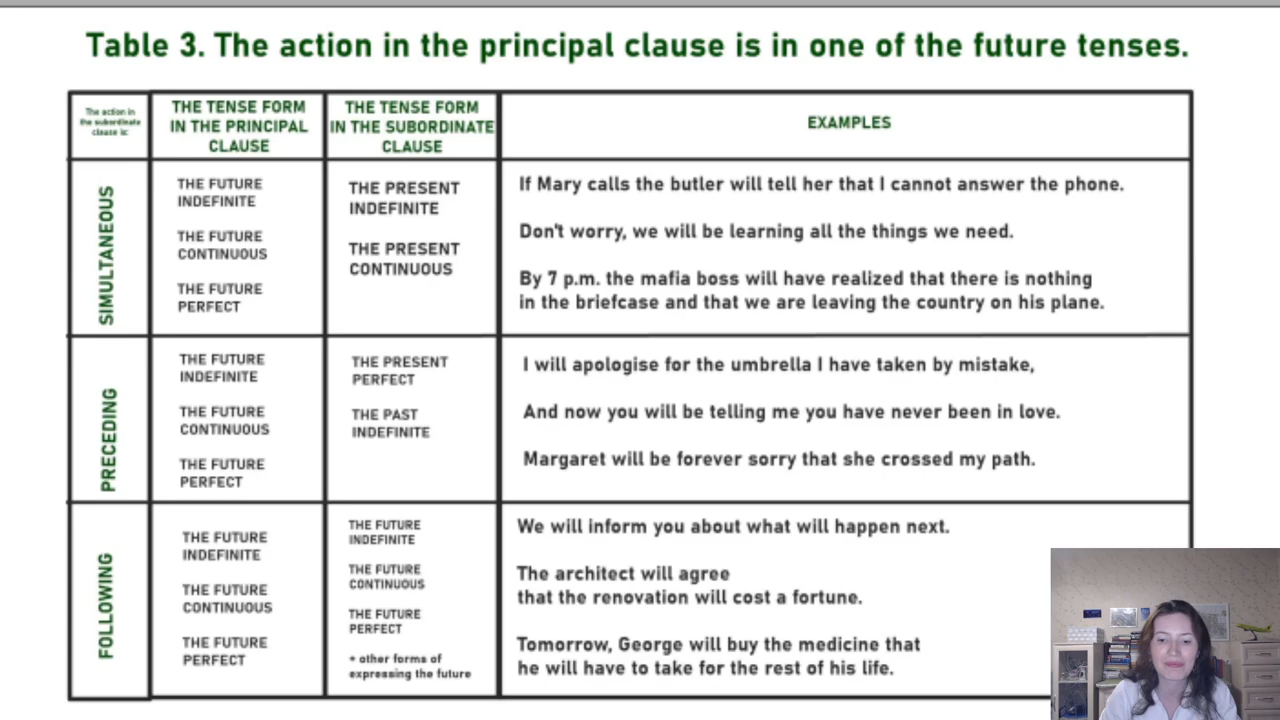 Table 3. The action in the principal clause is in one of the future tenses.
The action in
the subordinate
clause is:
THE TENSE FORM
IN THE PRINCIPAL
CLAUSE
THE TENSE FORM
IN THE SUBORDINATE
CLAUSE
EXAMPLES
SIMULTANEOUS
THE FUTURE
INDEFINITE
THE FUTURE
CONTINUOUS
THE FUTURE
PERFECT
THE PRESENT
INDEFINITE
THE PRESENT
CONTINUOUS
If Mary calls the butler will tell her that I cannot answer the phone.
Don't worry, we will be learning all the things we need.
By 7 p.m. the mafia boss will have realized that there is nothing
in the briefcase and that we are leaving the country on his plane.
PRECEDING
THE FUTURE
INDEFINITE
THE FUTURE
CONTINUOUS
THE FUTURE
PERFECT
THE PRESENT
PERFECT
THE PAST
INDEFINITE
I will apologise for the umbrella I have taken by mistake,
And now you will be telling me you have never been in love.
Margaret will be forever sorry that she crossed my path.
FOLLOWING
THE FUTURE
INDEFINITE
THE FUTURE
CONTINUOUS
THE FUTURE
PERFECT
THE FUTURE
INDEFINITE
THE FUTURE
CONTINUOUS
THE FUTURE
PERFECT
+ other forms of
expressing the future
We will inform you about what will happen next.
The architect will agree
that the renovation will cost a fortune.
Tomorrow, George will buy the medicine that
he will have to take for the rest of his life.